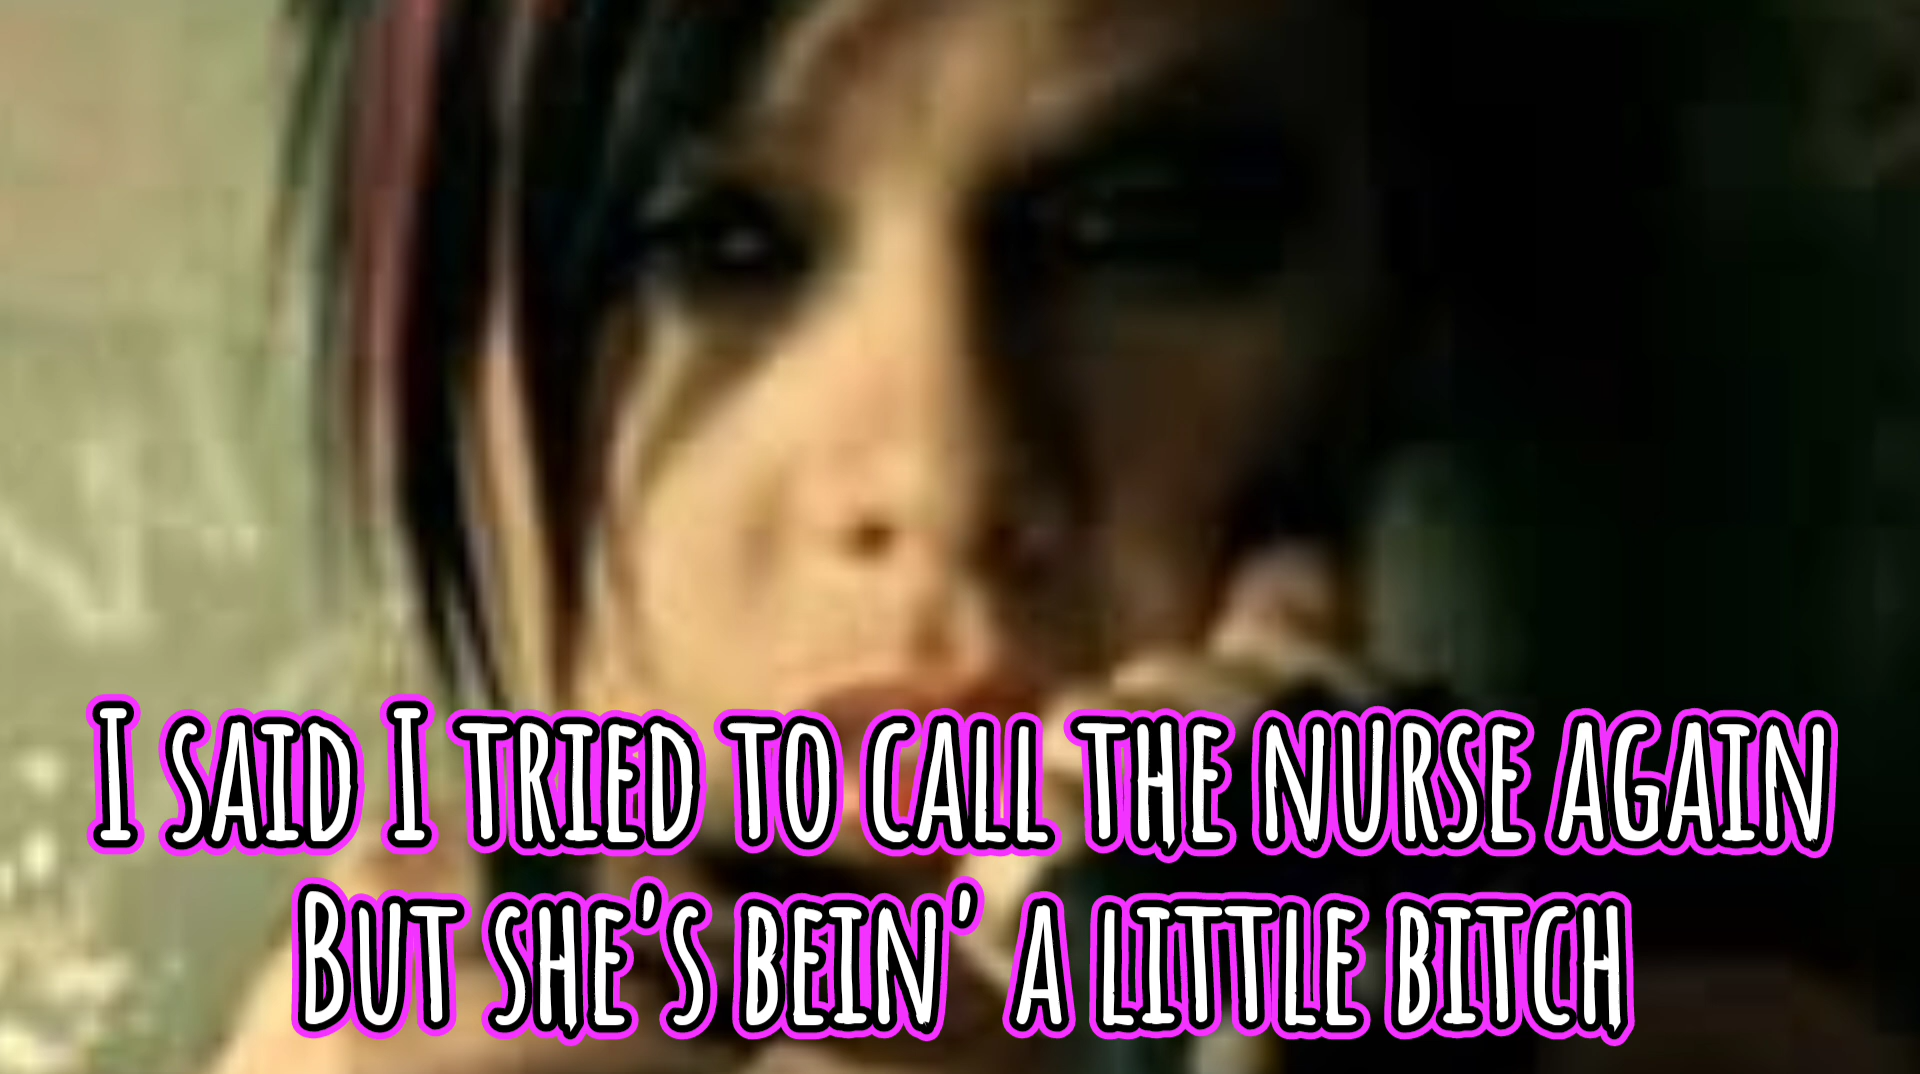 I said I tried to call the nurse again
But she's bein' a little bitch